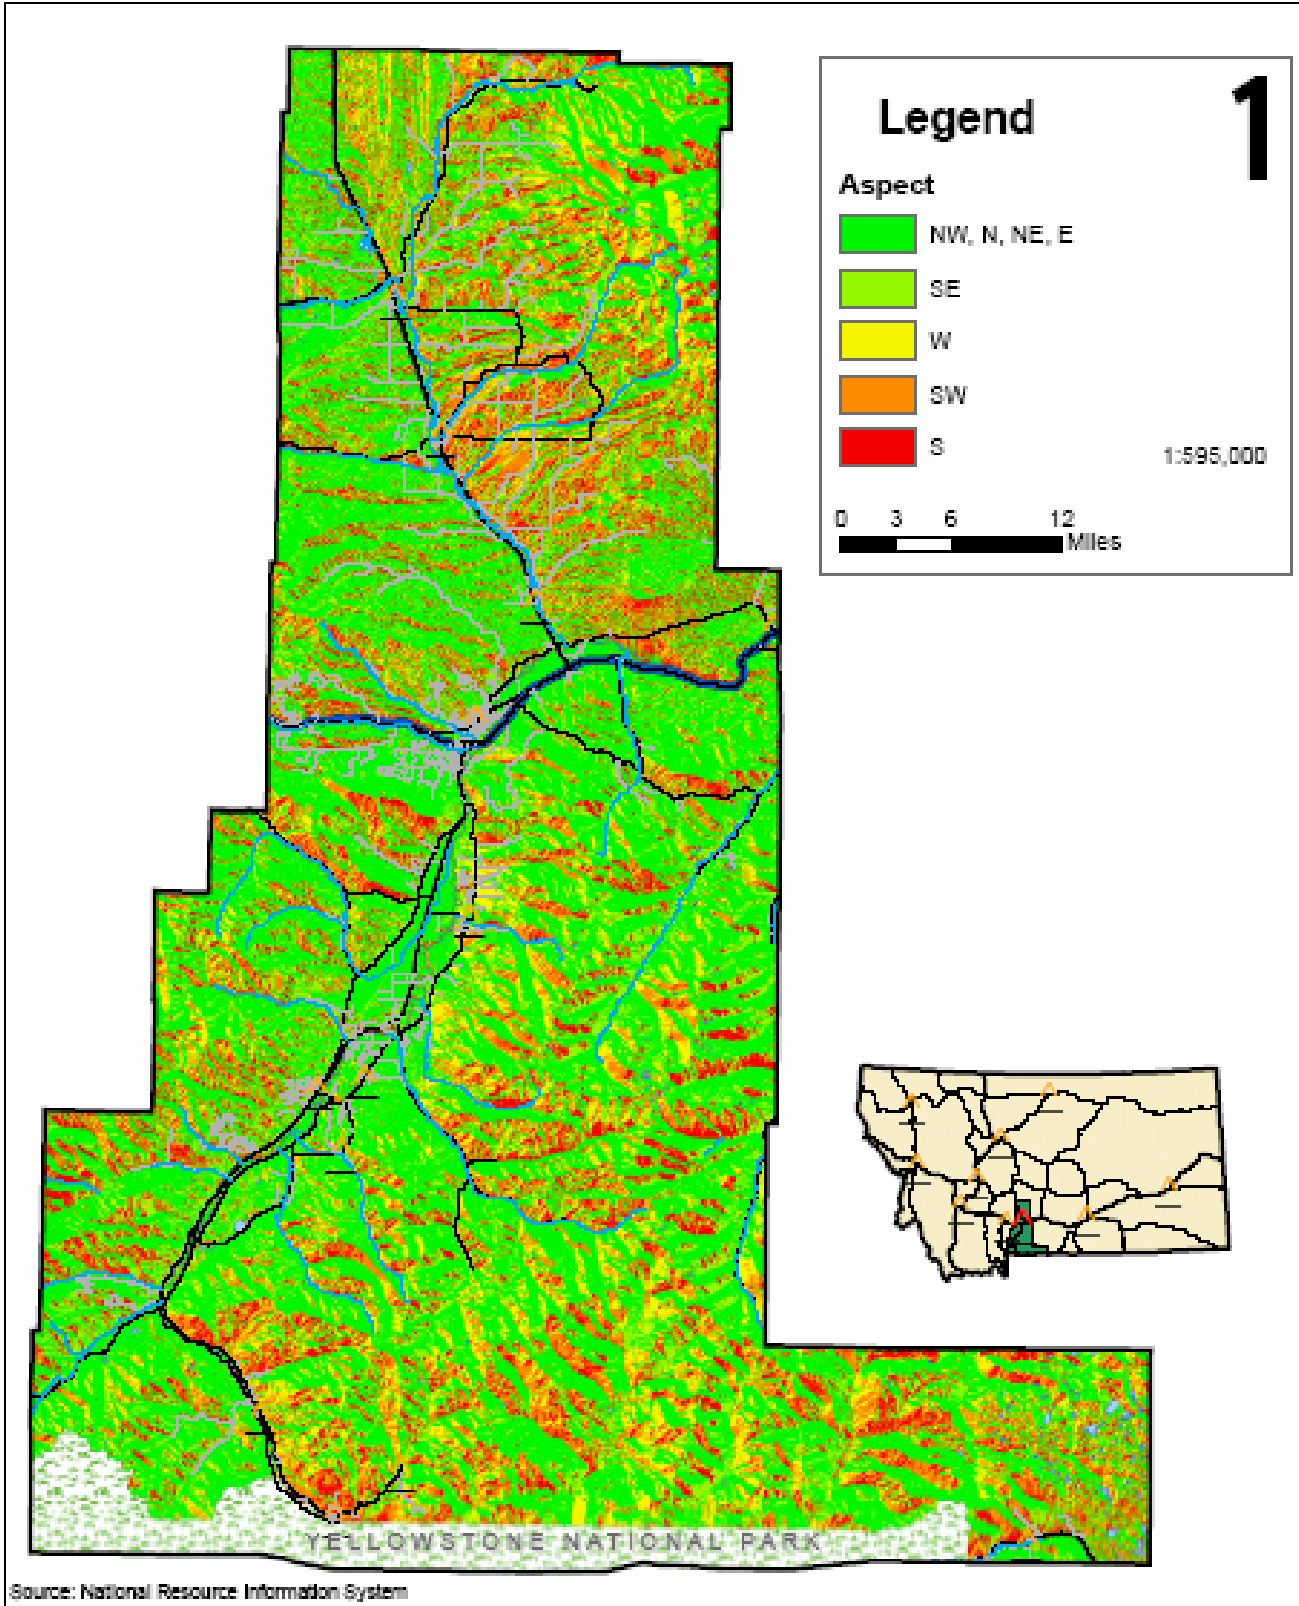 Legend
1
Aspect
NW, N, NE, E
SE
W
SW
S
1:595,000
0 3 6 12
Miles
YELLOWSTONE NATIONAL PARK
Source: National Resource Information System